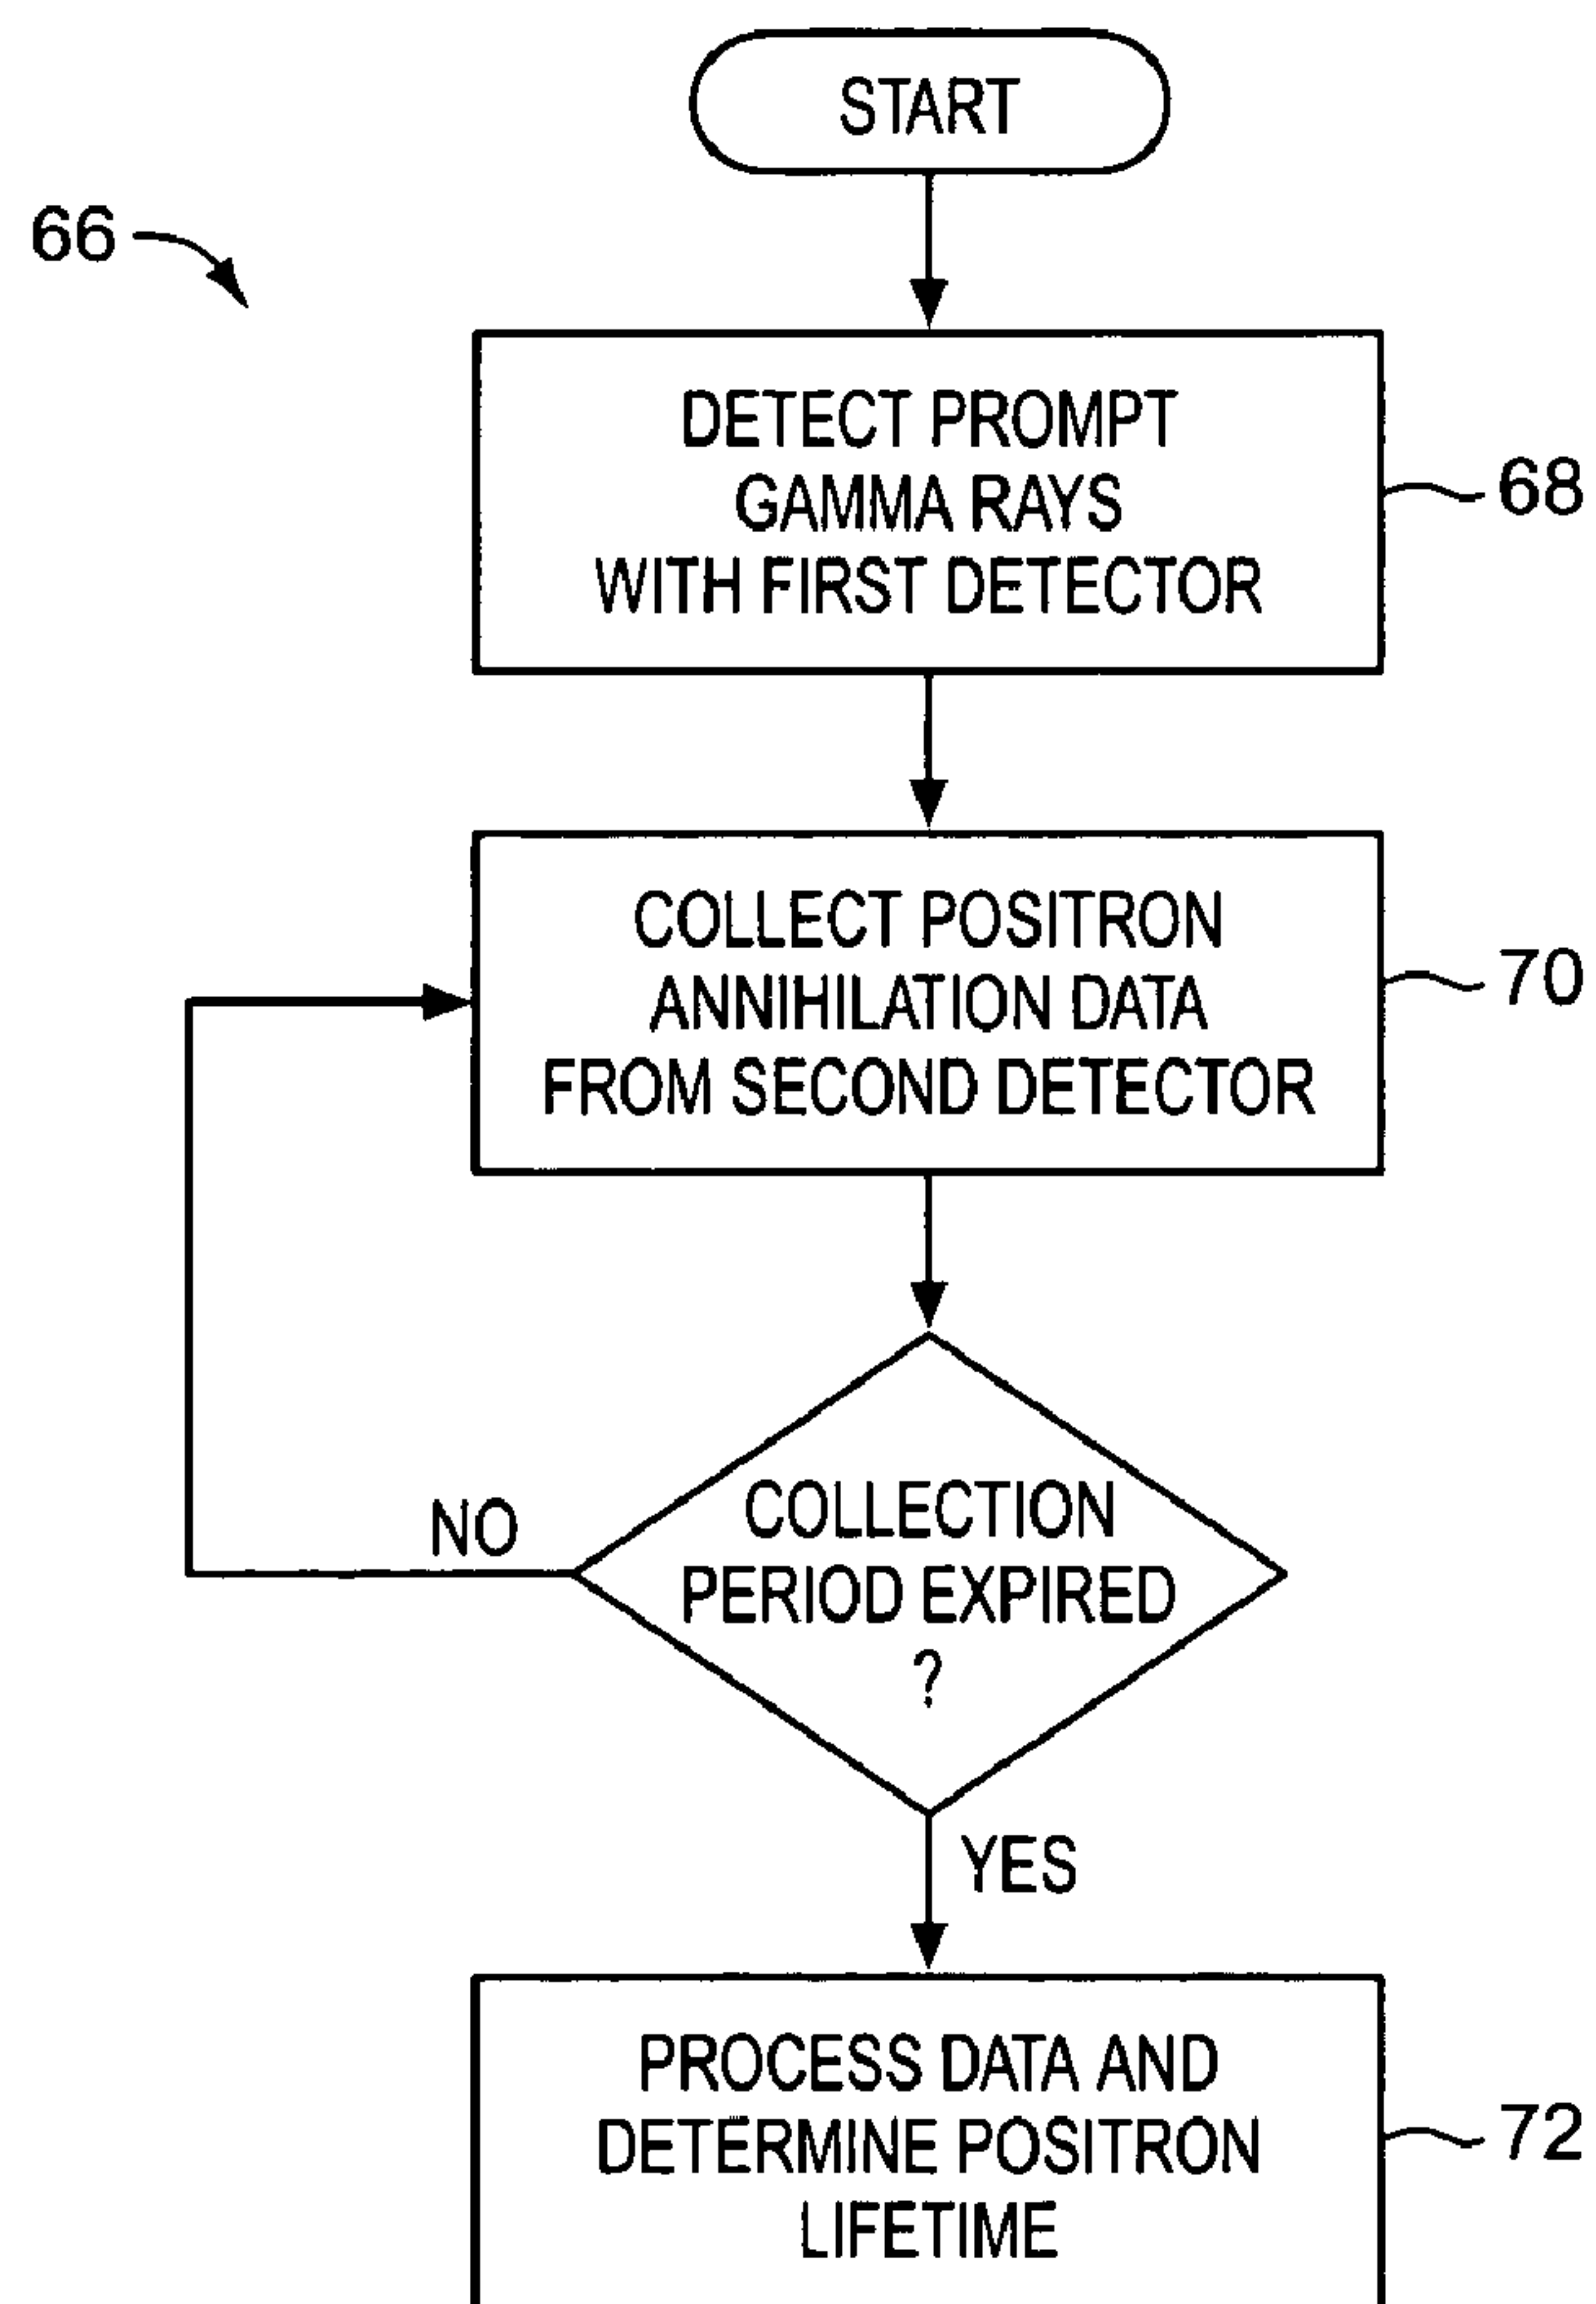 START
66
DETECT PROMPT
GAMMA RAYS
WITH FIRST DETECTOR
68
COLLECT POSITRON
ANNIHILATION DATA
FROM SECOND DETECTOR
70
COLLECTION
PERIOD EXPIRED
?
NO
YES
PROCESS DATA AND
DETERMINE POSITRON
LIFETIME
72